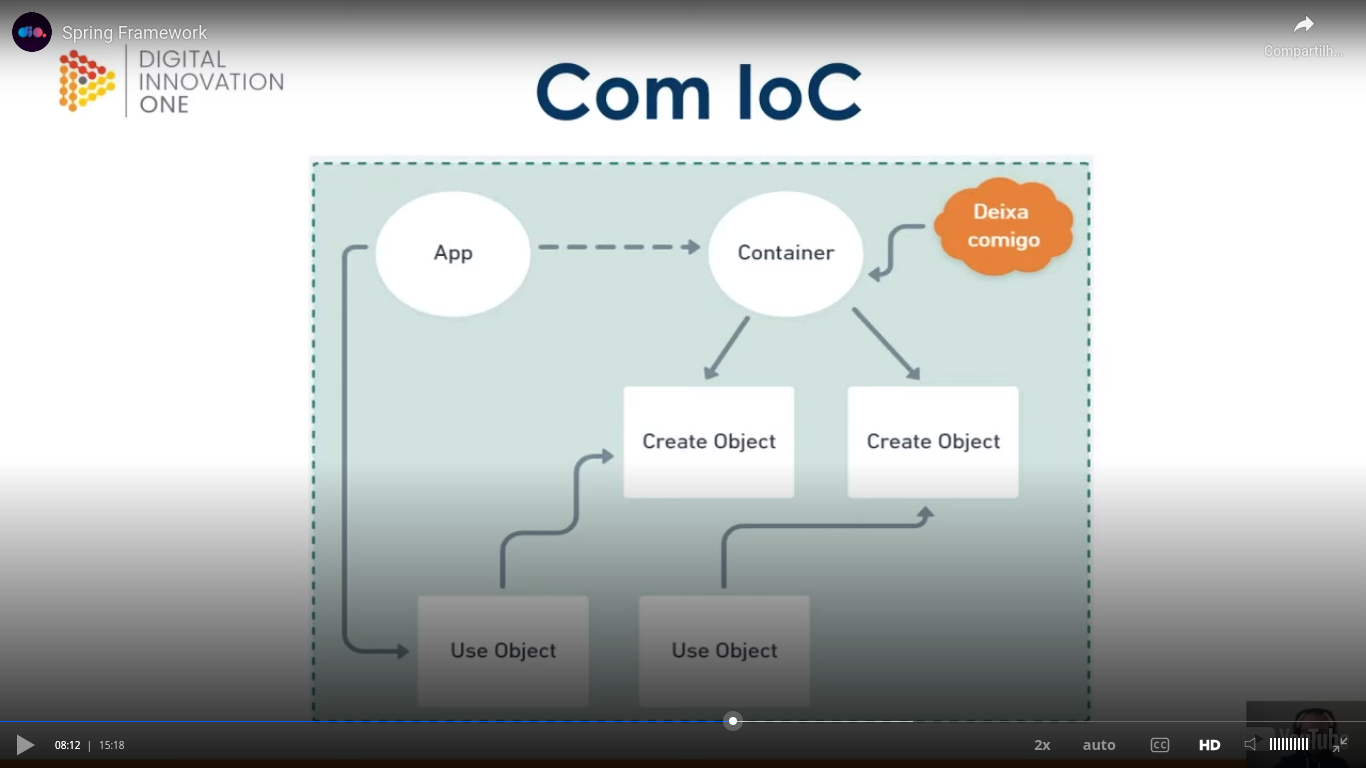 Spring Framework
Compartilh...
DIGITAL
INNOVATION
ONE
Com IoC
App
Container
Deixa
comigo
Create Object
Create Object
Use Object
Use Object
08:12 | 15:18
2x
auto
CC
HD
YouTube